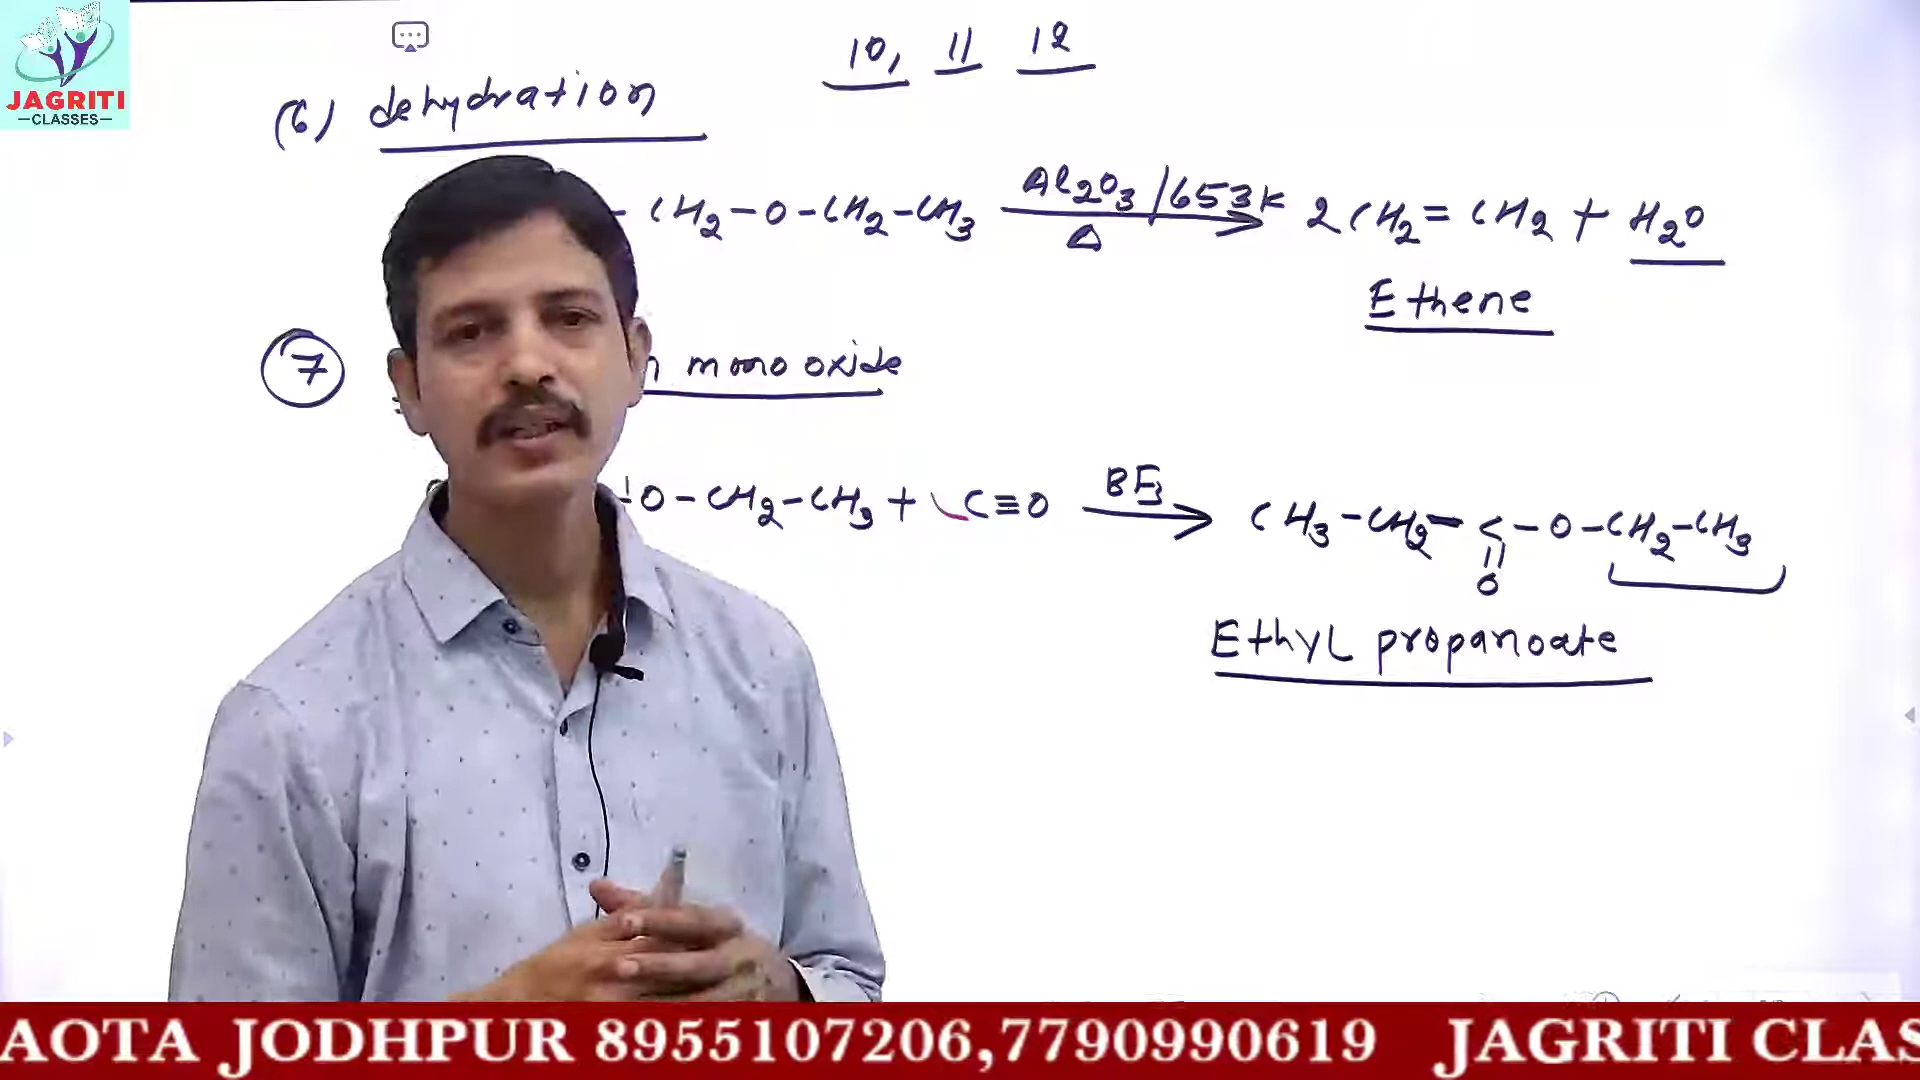 JAGRITI
—CLASSES—
10, 11 12
(6) dehydration
- CH2-O-CH2-CH3 Al2O3/653K Δ 2CH2=CH2 + H2O
Ethene
7 mono oxide
O-CH2-CH3 + C≡O BF3 CH3-CH2-C-O-CH2-CH3
O
Ethyl propanoate
AOTA JODHPUR 8955107206,7790990619 JAGRITI CLAS